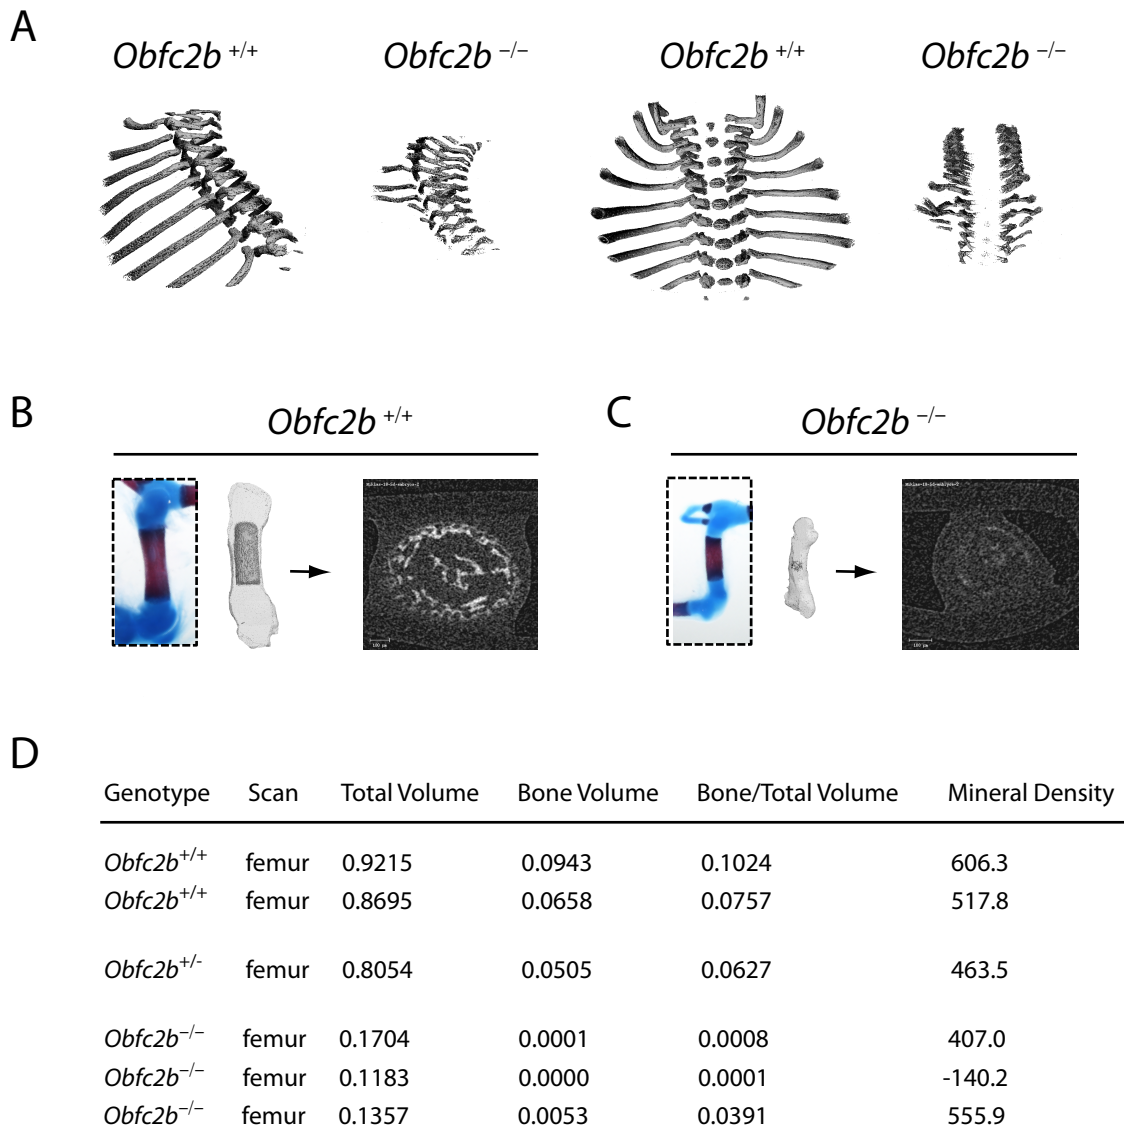 A
Obfc2b +/+ Obfc2b –/– Obfc2b +/+ Obfc2b –/–
B
Obfc2b +/+
C
Obfc2b –/–
100 µm
100 µm
D
Genotype Scan Total Volume Bone Volume Bone/Total Volume Mineral Density
Obfc2b+/+ femur 0.9215 0.0943 0.1024 606.3
Obfc2b+/+ femur 0.8695 0.0658 0.0757 517.8
Obfc2b+/- femur 0.8054 0.0505 0.0627 463.5
Obfc2b–/– femur 0.1704 0.0001 0.0008 407.0
Obfc2b–/– femur 0.1183 0.0000 0.0001 -140.2
Obfc2b–/– femur 0.1357 0.0053 0.0391 555.9